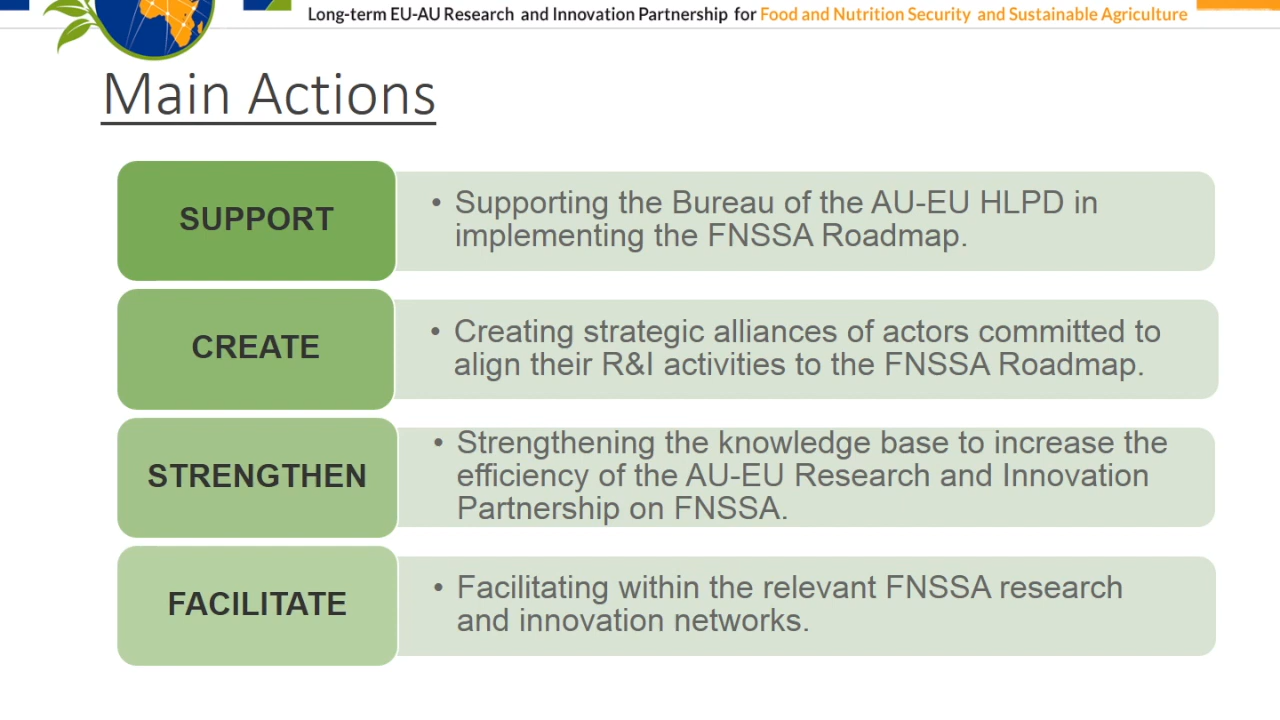 Long-term EU-AU Research and Innovation Partnership for Food and Nutrition Security and Sustainable Agriculture
Main Actions
SUPPORT
• Supporting the Bureau of the AU-EU HLPD in
implementing the FNSSA Roadmap.
CREATE
• Creating strategic alliances of actors committed to
align their R&I activities to the FNSSA Roadmap.
STRENGTHEN
• Strengthening the knowledge base to increase the
efficiency of the AU-EU Research and Innovation
Partnership on FNSSA.
FACILITATE
• Facilitating within the relevant FNSSA research
and innovation networks.